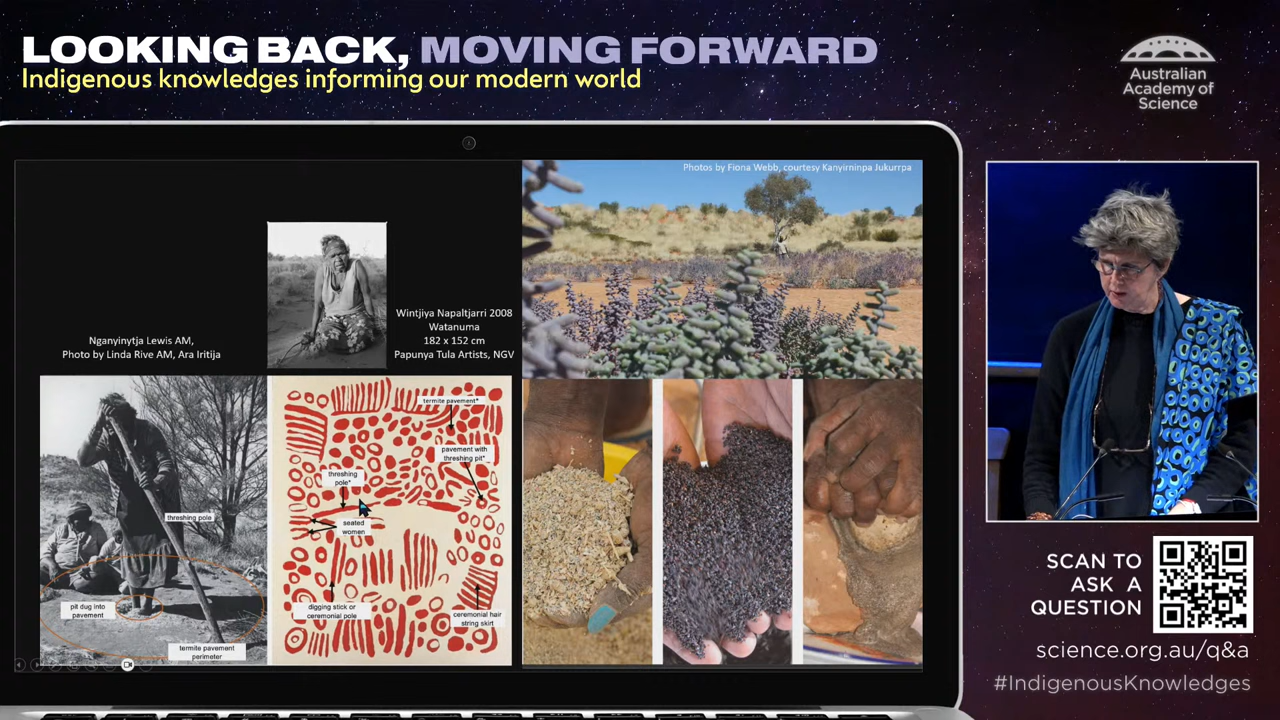 LOOKING BACK, MOVING FORWARD
Indigenous knowledges informing our modern world
Australian
Academy of
Science
Photos by Fiona Webb, courtesy Kanyirninpa Jukurrpa
Nganyinytja Lewis AM,
Photo by Linda Rive AM, Ara Iritija
Wintjiya Napaltjarri 2008
Watanuma
182 x 152 cm
Papunya Tula Artists, NGV
threshing pole
pit dug into
pavement
termite pavement
perimeter
termite pavement*
pavement with
threshing pit*
threshing
pole*
seated
women
digging stick or
ceremonial pole
ceremonial hair
string skirt
SCAN TO
ASK A
QUESTION
science.org.au/q&a
#IndigenousKnowledges